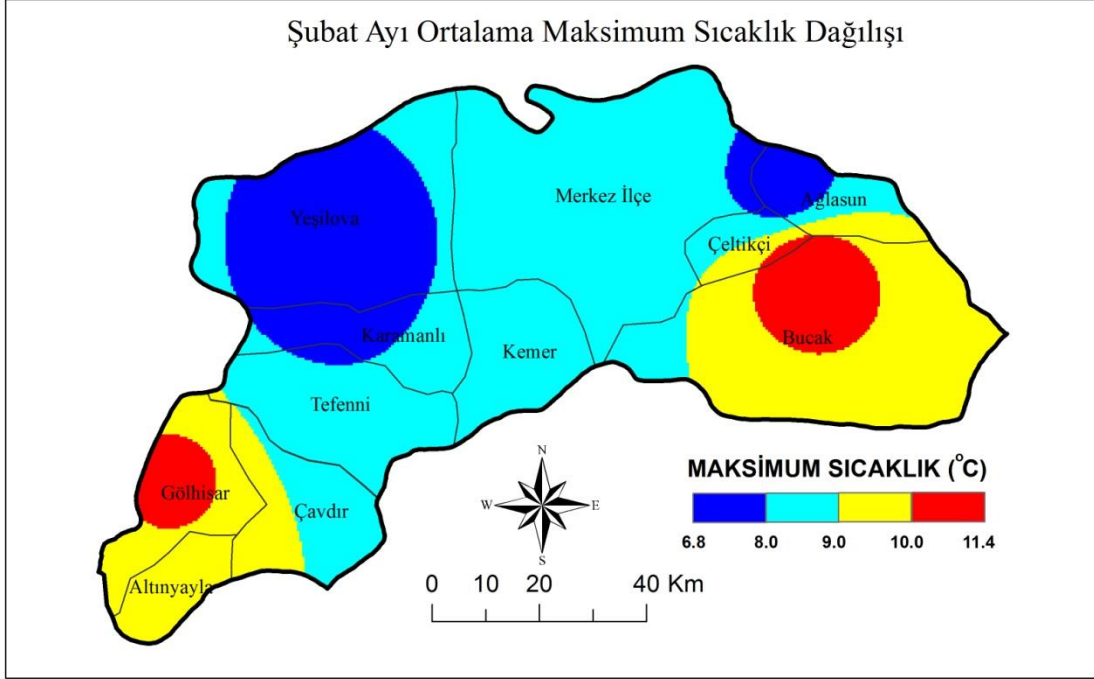 Şubat Ayı Ortalama Maksimum Sıcaklık Dağılışı
Merkez İlçe
Ağlasun
Yeşilova
Çeltikçi
Karamanlı
Kemer
Bucak
Tefenni
Gölhisar
Çavdır
Altınyayla
N
W
E
S
MAKSİMUM SICAKLIK (°C)
6.8 8.0 9.0 10.0 11.4
0 10 20 40 Km